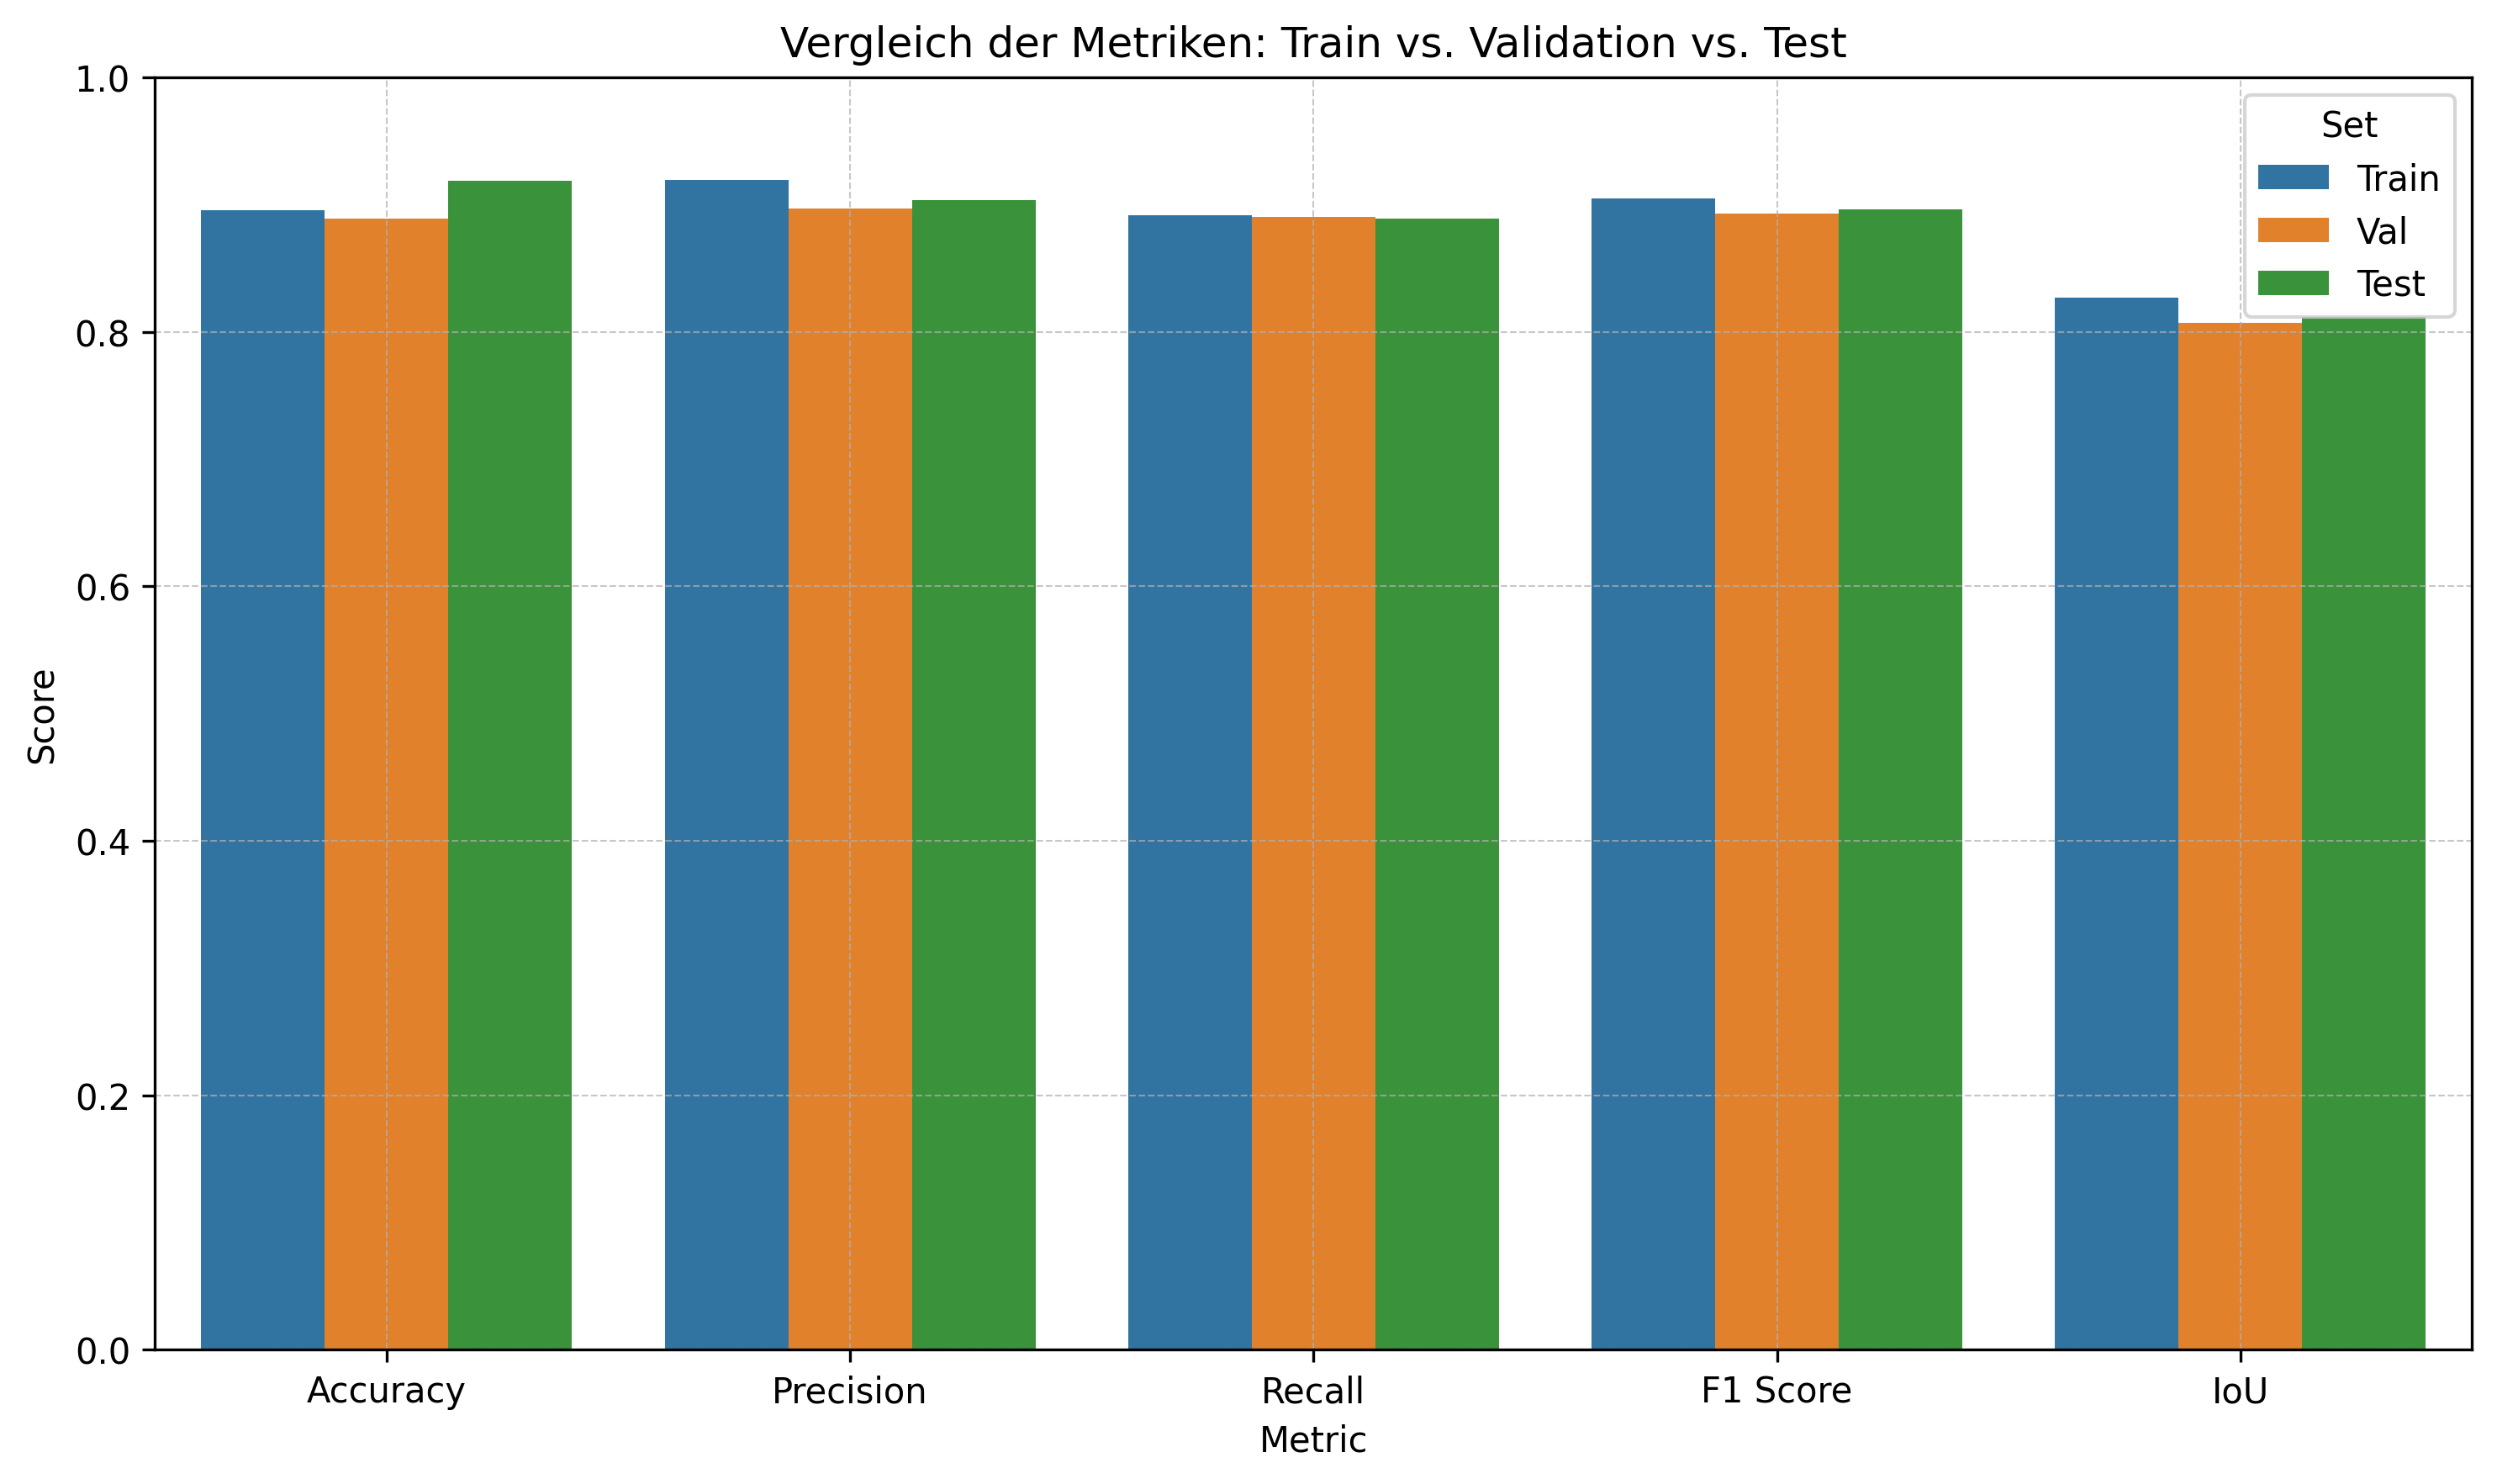 Vergleich der Metriken: Train vs. Validation vs. Test
Score
1.0
0.8
0.6
0.4
0.2
0.0
Set
Train
Val
Test
Accuracy
Precision
Recall
F1 Score
IoU
Metric